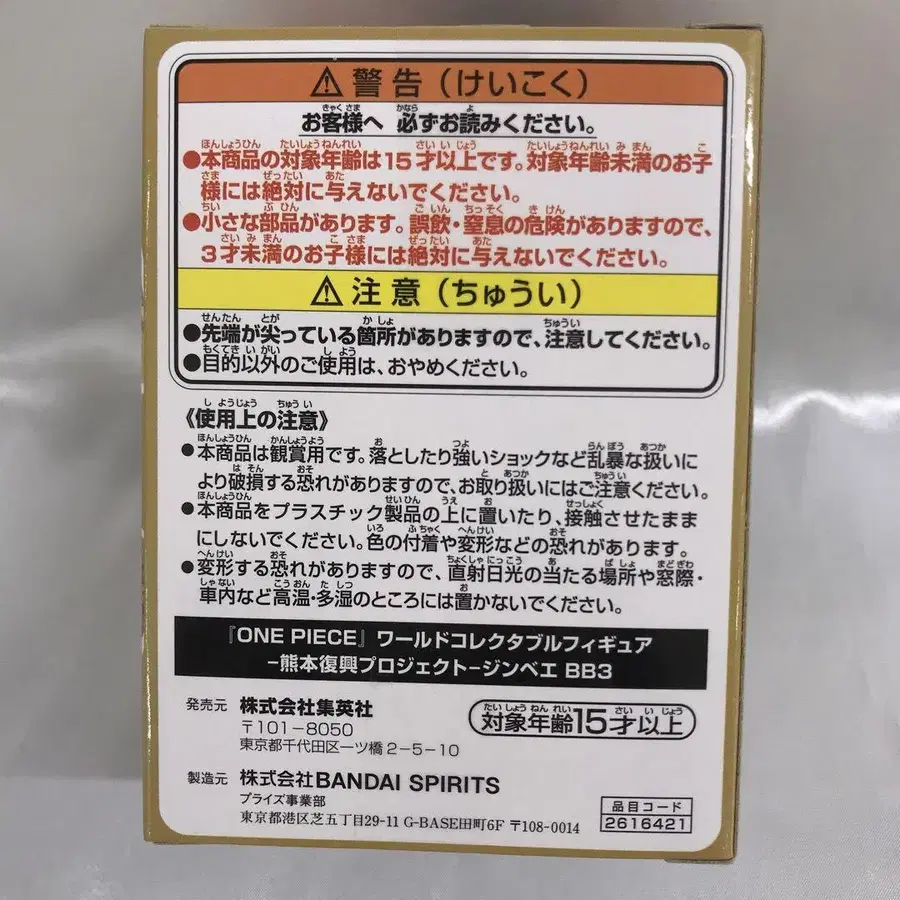 ⚠警告(けいこく)
お客様へ 必ずお読みください。
●本商品の対象年齢は15才以上です。対象年齢未満のお子
様には絶対に与えないでください。
●小さな部品があります。誤飲・窒息の危険がありますので、
3才未満のお子様には絶対に与えないでください。
⚠注意(ちゅうい)
●先端が尖っている箇所がありますので、注意してください。
●目的以外のご使用は、おやめください。
《使用上の注意》
●本商品は観賞用です。落としたり強いショックなど乱暴な扱いに
より破損する恐れがありますので、お取り扱いにはご注意ください。
●本商品をプラスチック製品の上に置いたり、接触させたまま
にしないでください。色の付着や変形などの恐れがあります。
●変形する恐れがありますので、直射日光の当たる場所や窓際・
車内など高温・多湿のところには置かないでください。
『ONE PIECE』ワールドコレクタブルフィギュア
-熊本復興プロジェクト-ジンベエ BB3
発売元 株式会社集英社
〒101-8050
東京都千代田区一ツ橋2-5-10
対象年齢15才以上
製造元 株式会社BANDAI SPIRITS
プライズ事業部
東京都港区芝五丁目29-11 G-BASE田町6F 〒108-0014
品目コード
2616421